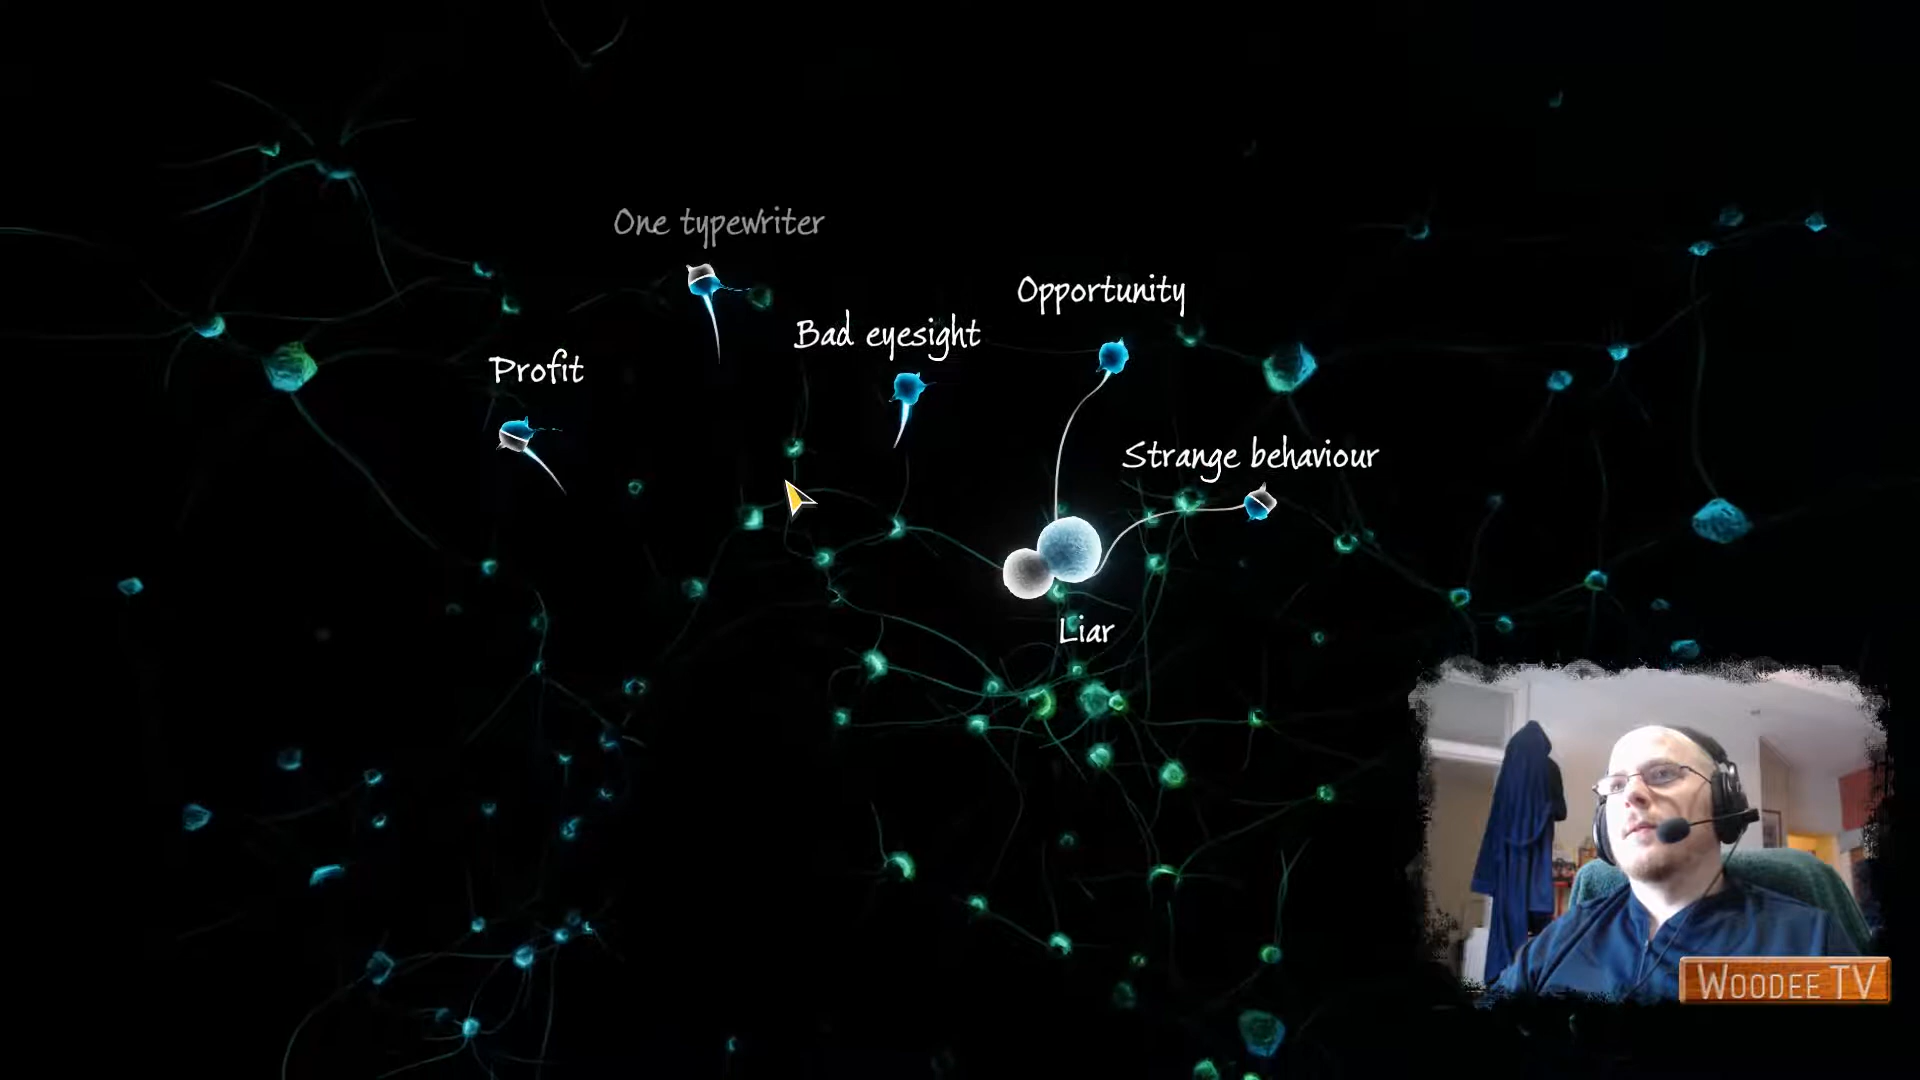 One typewriter
Opportunity
Bad eyesight
Profit
Strange behaviour
Liar
WOODEE TV